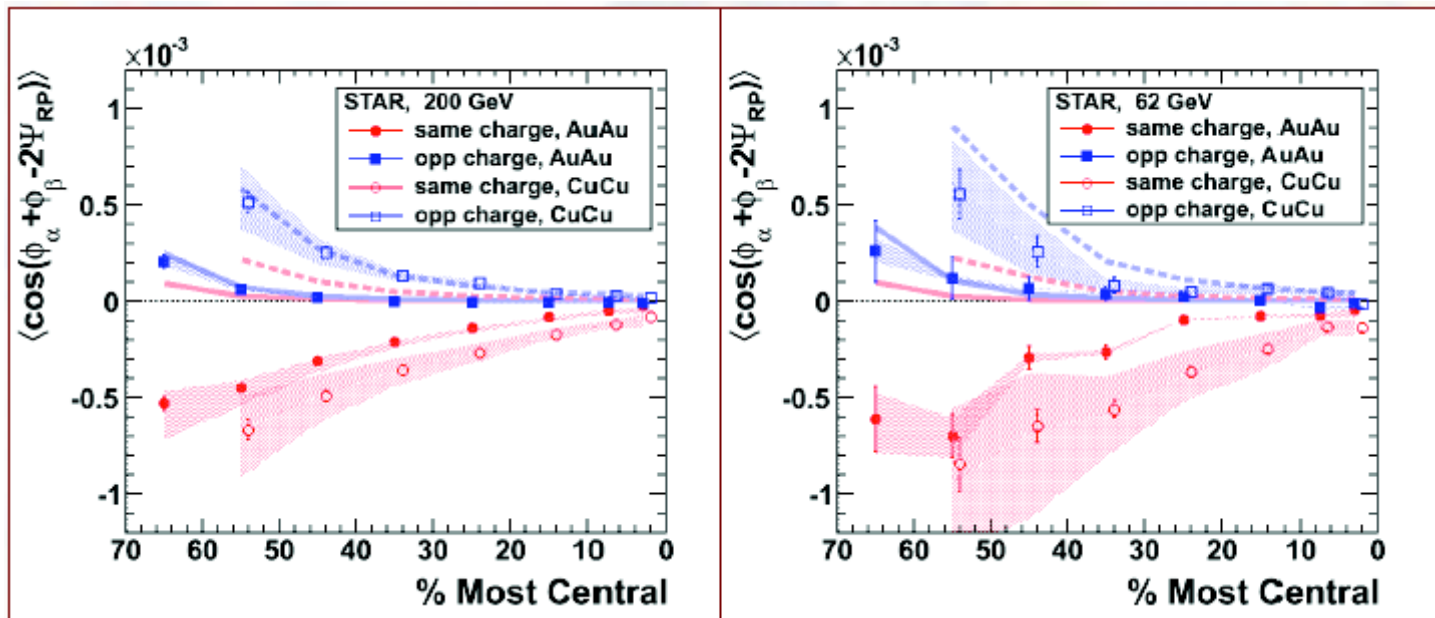 ×10⁻³
⟨cos(ϕα+ϕβ-2ΨRP)⟩
STAR, 200 GeV
same charge, AuAu
opp charge, AuAu
same charge, CuCu
opp charge, CuCu
1
0.5
0
-0.5
-1
70 60 50 40 30 20 10 0
% Most Central
×10⁻³
⟨cos(ϕα+ϕβ-2ΨRP)⟩
STAR, 62 GeV
same charge, AuAu
opp charge, AuAu
same charge, CuCu
opp charge, CuCu
1
0.5
0
-0.5
-1
70 60 50 40 30 20 10 0
% Most Central